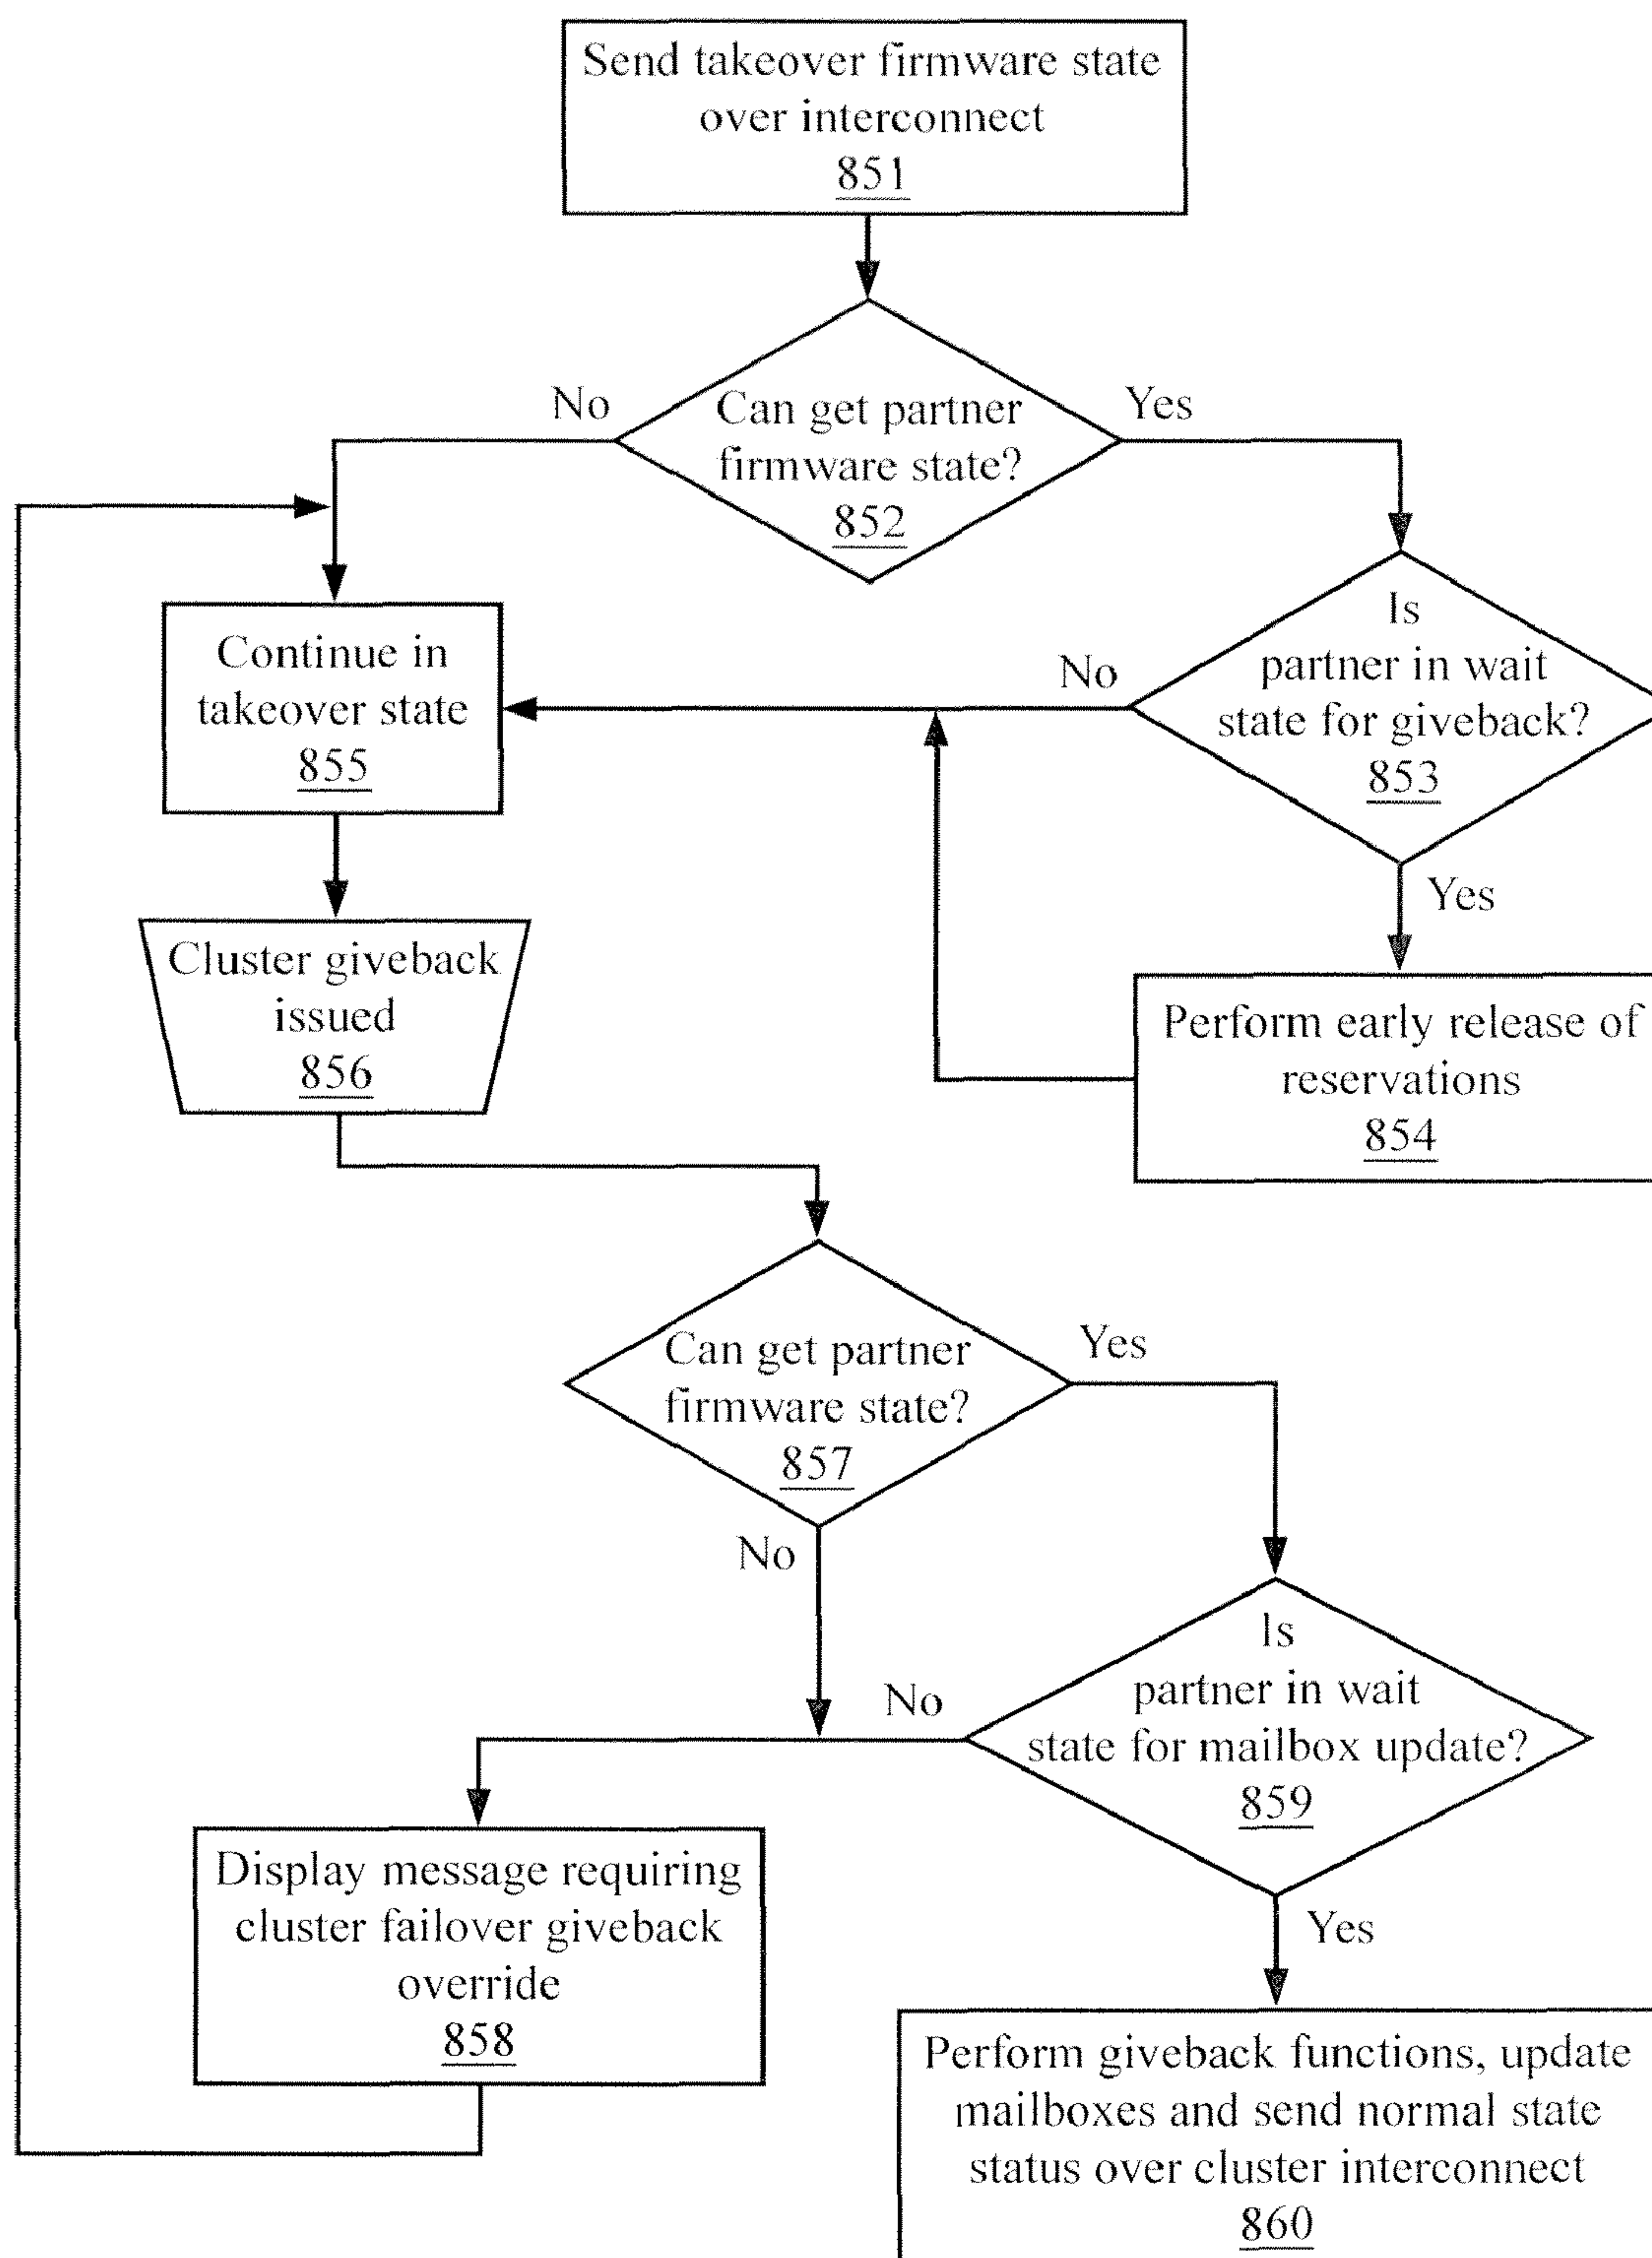 Send takeover firmware state
over interconnect
851
No
Can get partner
firmware state?
852
Yes
Is
partner in wait
state for giveback?
853
No
Continue in
takeover state
855
Yes
Cluster giveback
issued
856
Perform early release of
reservations
854
Can get partner
firmware state?
857
Yes
No
Is
partner in wait
state for mailbox update?
859
No
Display message requiring
cluster failover giveback
override
858
Yes
Perform giveback functions, update
mailboxes and send normal state
status over cluster interconnect
860